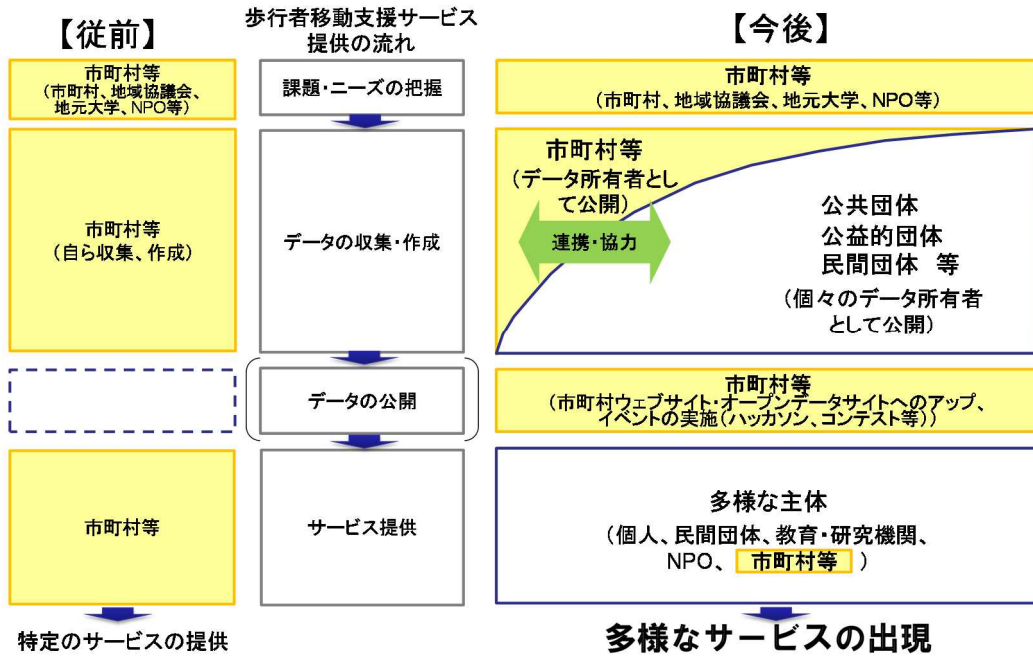 【従前】
歩行者移動支援サービス
提供の流れ
【今後】
市町村等
(市町村、地域協議会、
地元大学、NPO等)
課題・ニーズの把握
市町村等
(市町村、地域協議会、地元大学、NPO等)
市町村等
(自ら収集、作成)
データの収集・作成
市町村等
(データ所有者とし
て公開)
連携・協力
公共団体
公益的団体
民間団体 等
(個々のデータ所有者
として公開)
データの公開
市町村等
(市町村ウェブサイト・オープンデータサイトへのアップ、
イベントの実施(ハッカソン、コンテスト等))
市町村等
サービス提供
多様な主体
(個人、民間団体、教育・研究機関、
NPO、 市町村等 )
特定のサービスの提供
多様なサービスの出現